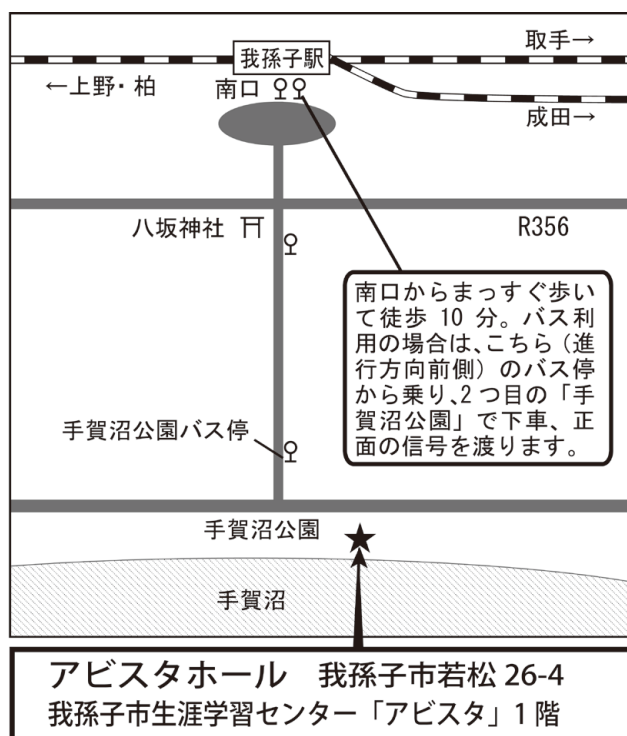 取手→
我孫子駅
←上野・柏
南口
成田→
八坂神社
R356
南口からまっすぐ歩い
て徒歩 10 分。バス利
用の場合は、こちら（進
行方向前側）のバス停
から乗り、2 つ目の「手
賀沼公園」で下車、正
面の信号を渡ります。
手賀沼公園バス停
手賀沼公園
手賀沼
アビスタホール 我孫子市若松 26-4
我孫子市生涯学習センター「アビスタ」1 階